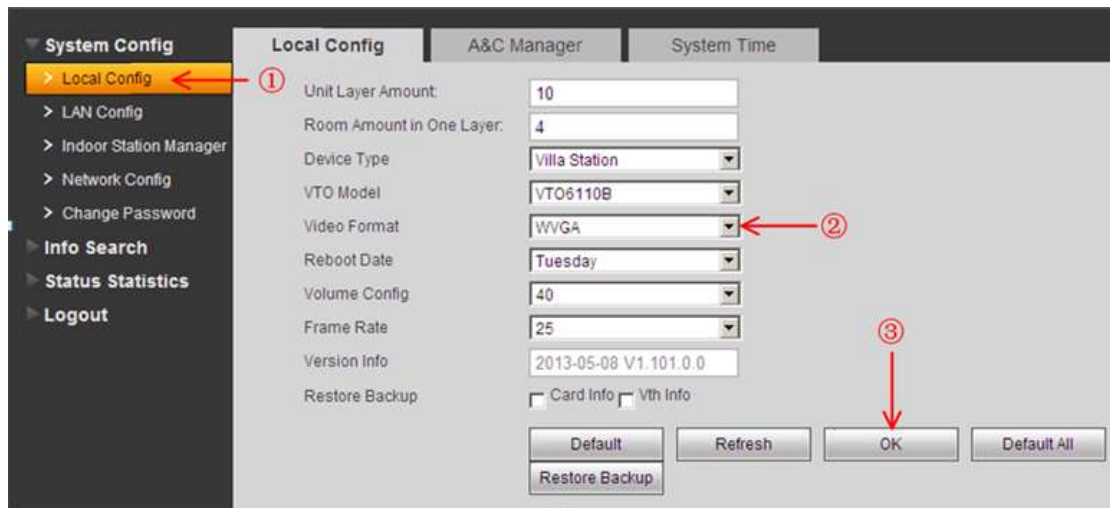 System Config
> Local Config
①
> LAN Config
> Indoor Station Manager
> Network Config
> Change Password
Info Search
Status Statistics
Logout
Local Config
A&C Manager
System Time
Unit Layer Amount: 10
Room Amount in One Layer: 4
Device Type Villa Station
VTO Model VTO6110B
Video Format WVGA ②
Reboot Date Tuesday
Volume Config 40
Frame Rate 25
③
Version Info 2013-05-08 V1.101.0.0
Restore Backup Card Info Vth Info
Default Refresh OK Default All
Restore Backup